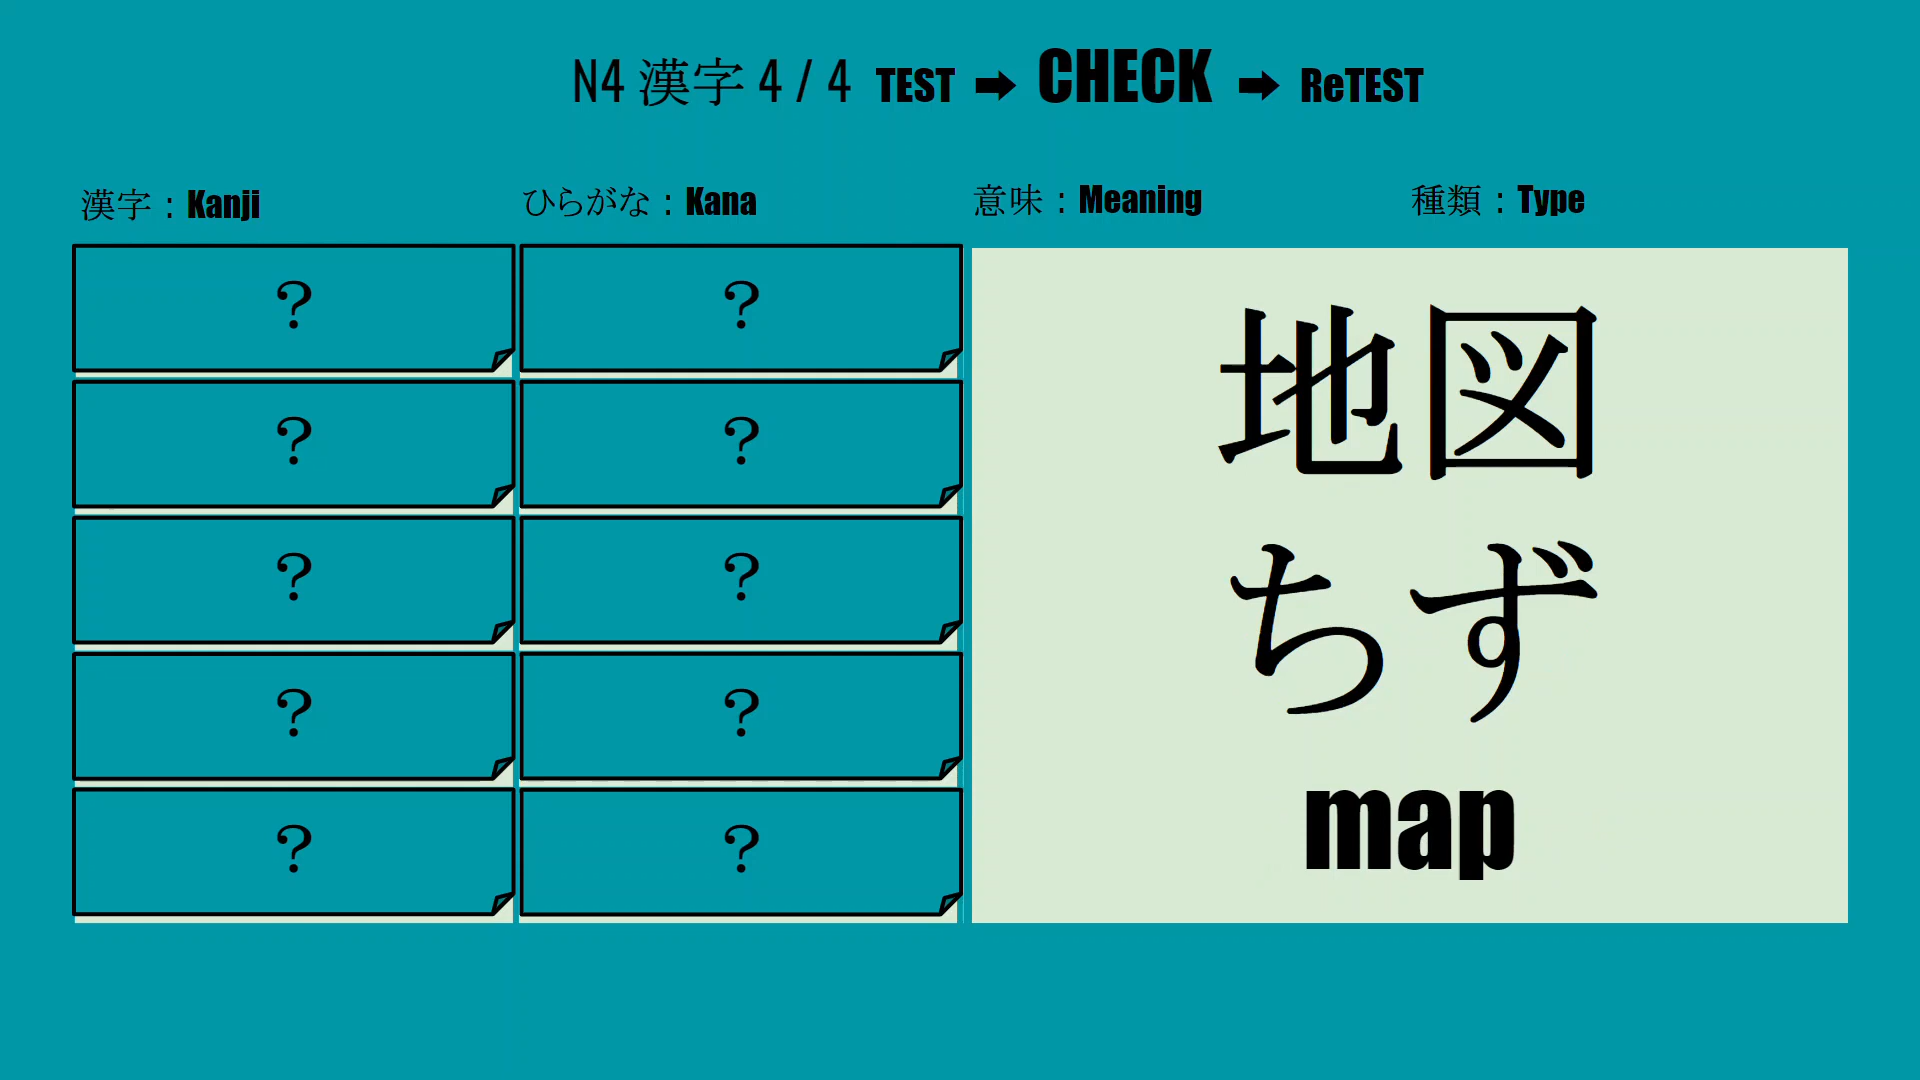 N4 漢字 4 / 4 TEST ➡ CHECK ➡ ReTEST
漢字：Kanji ひらがな：Kana 意味：Meaning 種類：Type
？ ？
？ ？
？ ？
？ ？
？ ？
地図
ちず
map